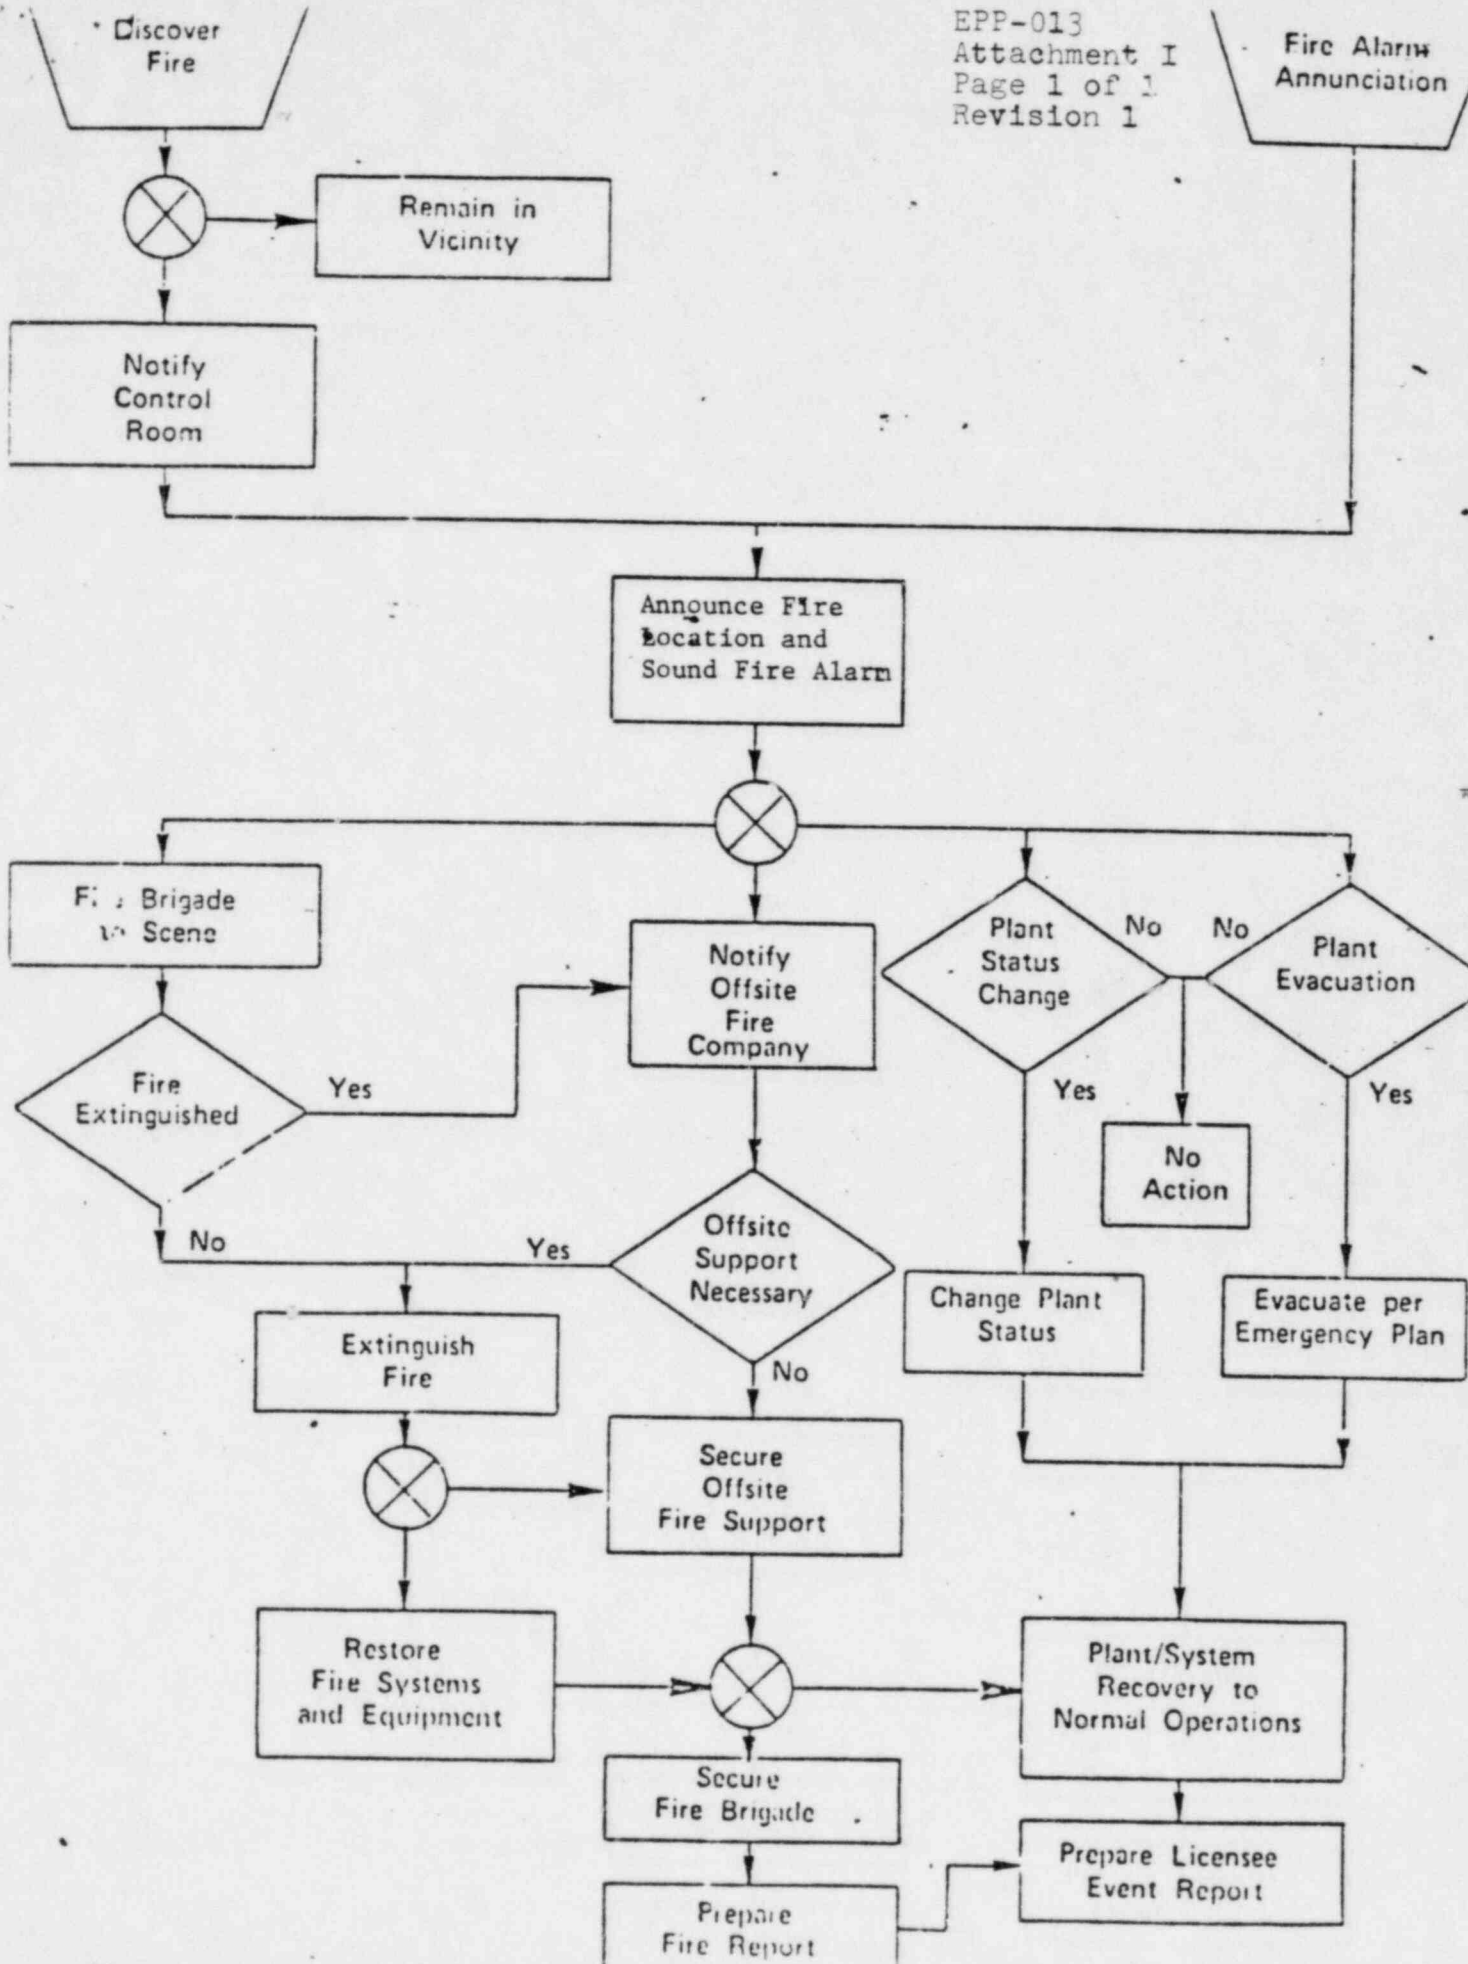 Discover
Fire
EPP-013
Attachment I
Page 1 of 1
Revision 1
Fire Alarm
Annunciation
Remain in
Vicinity
Notify
Control
Room
Announce Fire
Location and
Sound Fire Alarm
Brigade
Scene
Notify
Offsite
Fire
Company
Plant
Status
Change
No
No
Plant
Evacuation
Fire
Extinguished
Yes
Yes
Yes
No
Action
No
Yes
Offsite
Support
Necessary
No
Change Plant
Status
Evacuate per
Emergency Plan
Extinguish
Fire
Secure
Offsite
Fire Support
Restore
Fire Systems
and Equipment
Plant/System
Recovery to
Normal Operations
Secure
Fire Brigade
Prepare Licensee
Event Report
Prepare
Fire Report